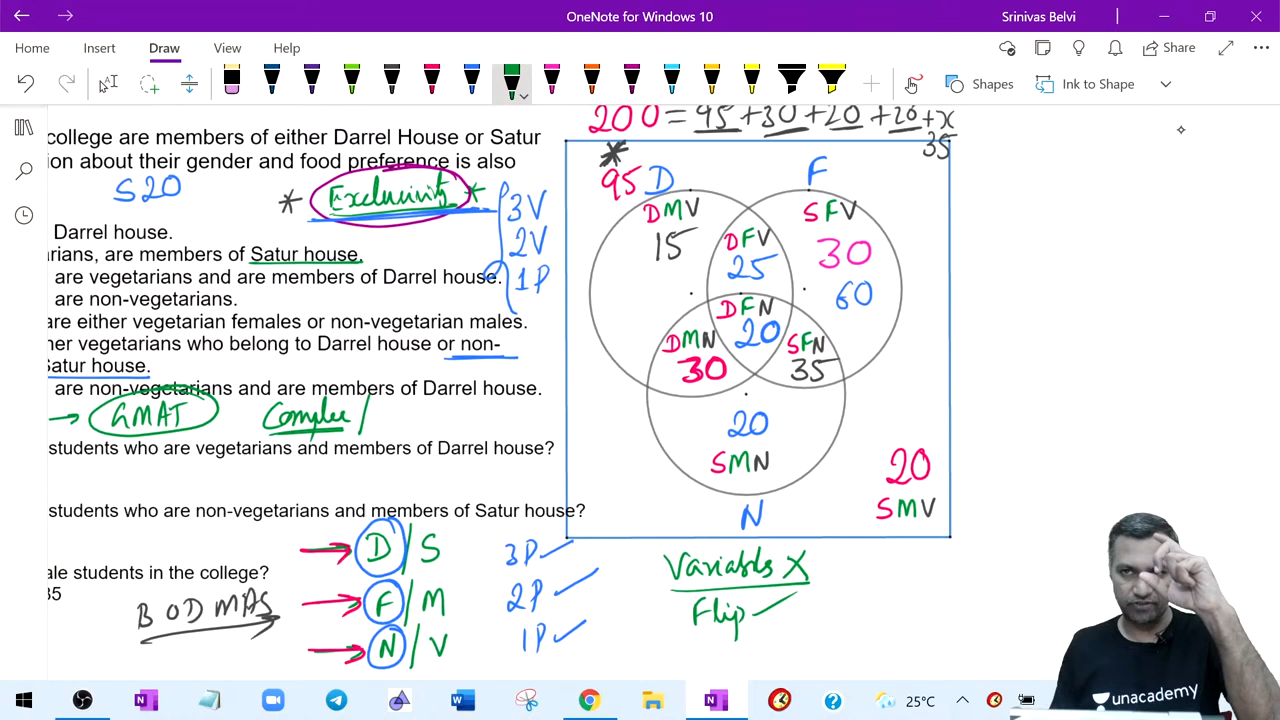 OneNote for Windows 10
Srinivas Belvi
Home Insert Draw View Help
Share
Shapes
Ink to Shape
200 = 95 + 30 + 20 + 20 + x
35
college are members of either Darrel House or Satur
ion about their gender and food preference is also
S20
* Exclusivity *
3V
2V
1P
Darrel house.
arians, are members of Satur house.
are vegetarians and are members of Darrel house.
are non-vegetarians.
are either vegetarian females or non-vegetarian males.
her vegetarians who belong to Darrel house or non-
Satur house.
are non-vegetarians and are members of Darrel house.
→ GMAT Complex /
students who are vegetarians and members of Darrel house?
students who are non-vegetarians and members of Satur house?
ale students in the college?
35
BODMAS
D / S
F / M
N / V
3P ✓
2P ✓
1P ✓
*
95 D
F
DMV
15
SFV
30
60
DFV
25
DFN
20
DMN
30
SFN
35
20
SMN
N
20
SMV
Variables X
Flip ✓
unacademy
25°C